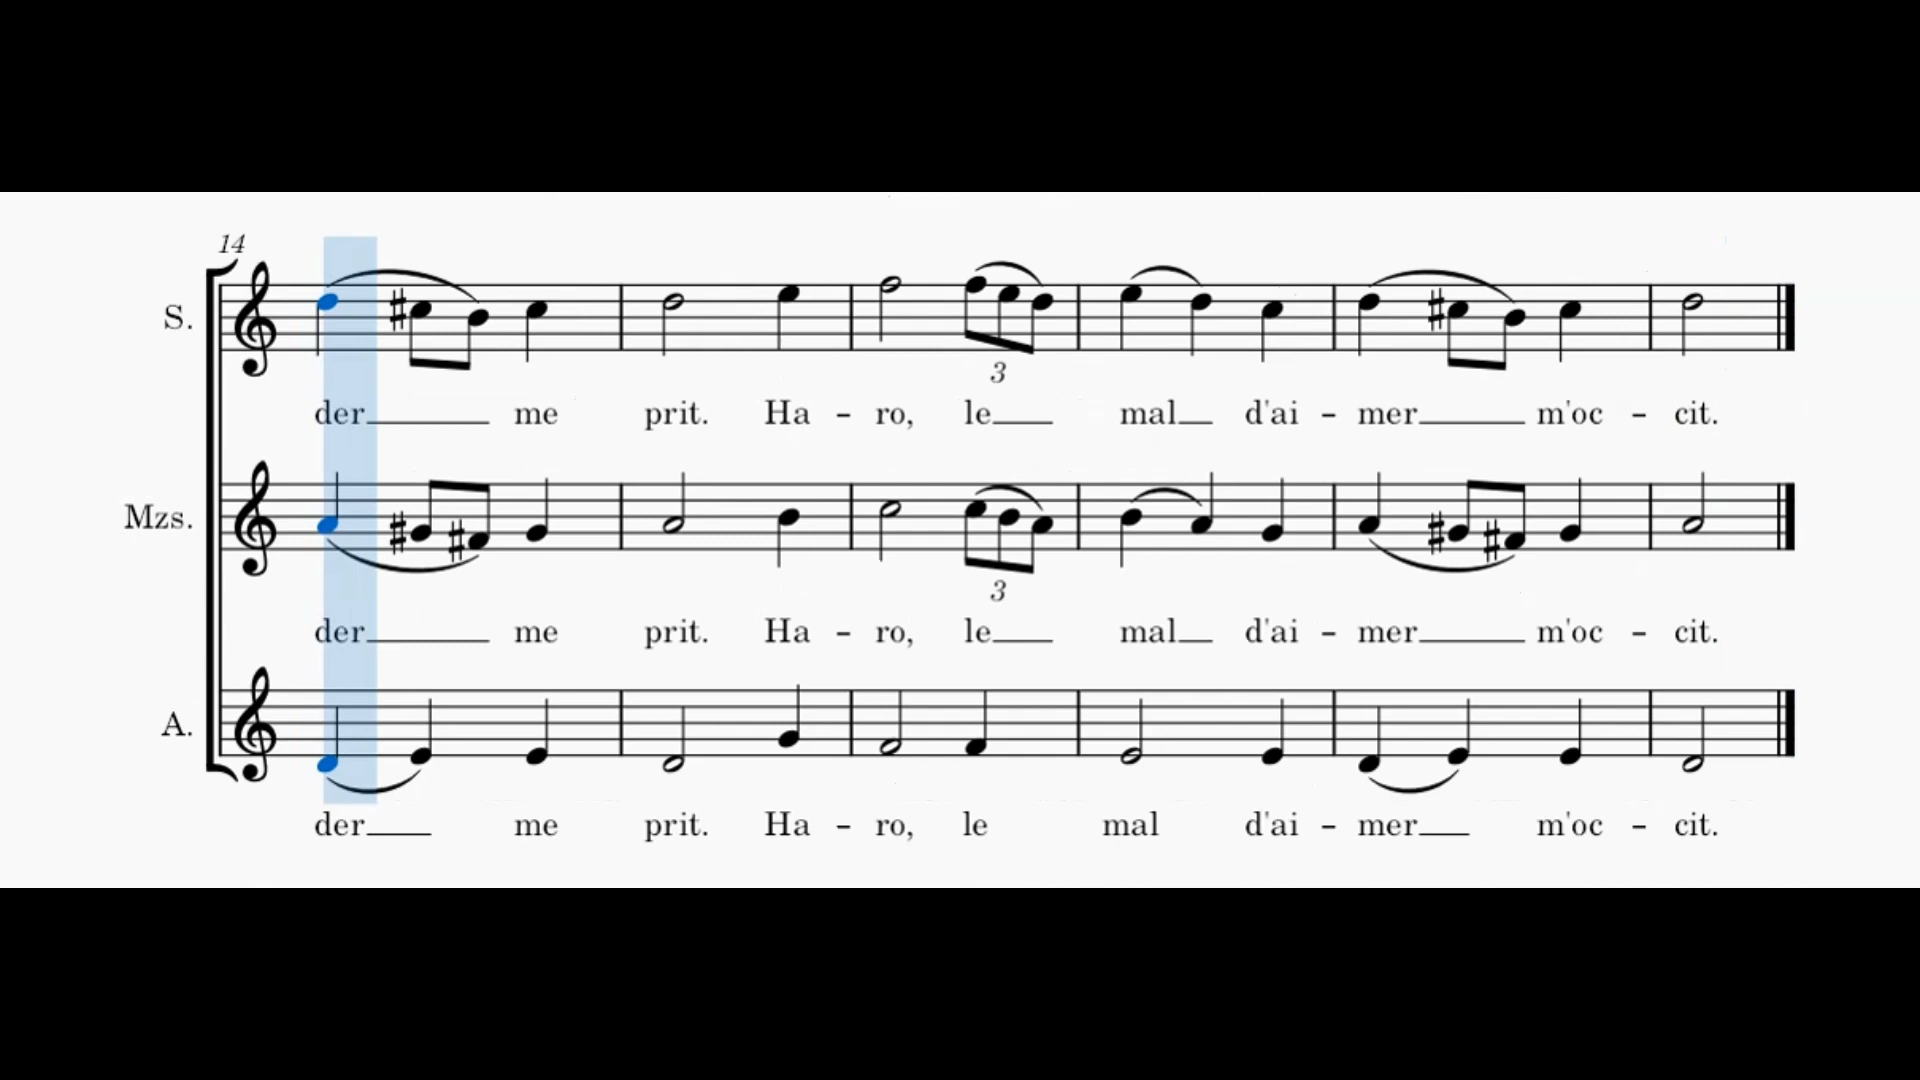 14
S.
3
der me prit. Ha - ro, le mal d'ai - mer m'oc - cit.
Mzs.
3
der me prit. Ha - ro, le mal d'ai - mer m'oc - cit.
A.
der me prit. Ha - ro, le mal d'ai - mer m'oc - cit.